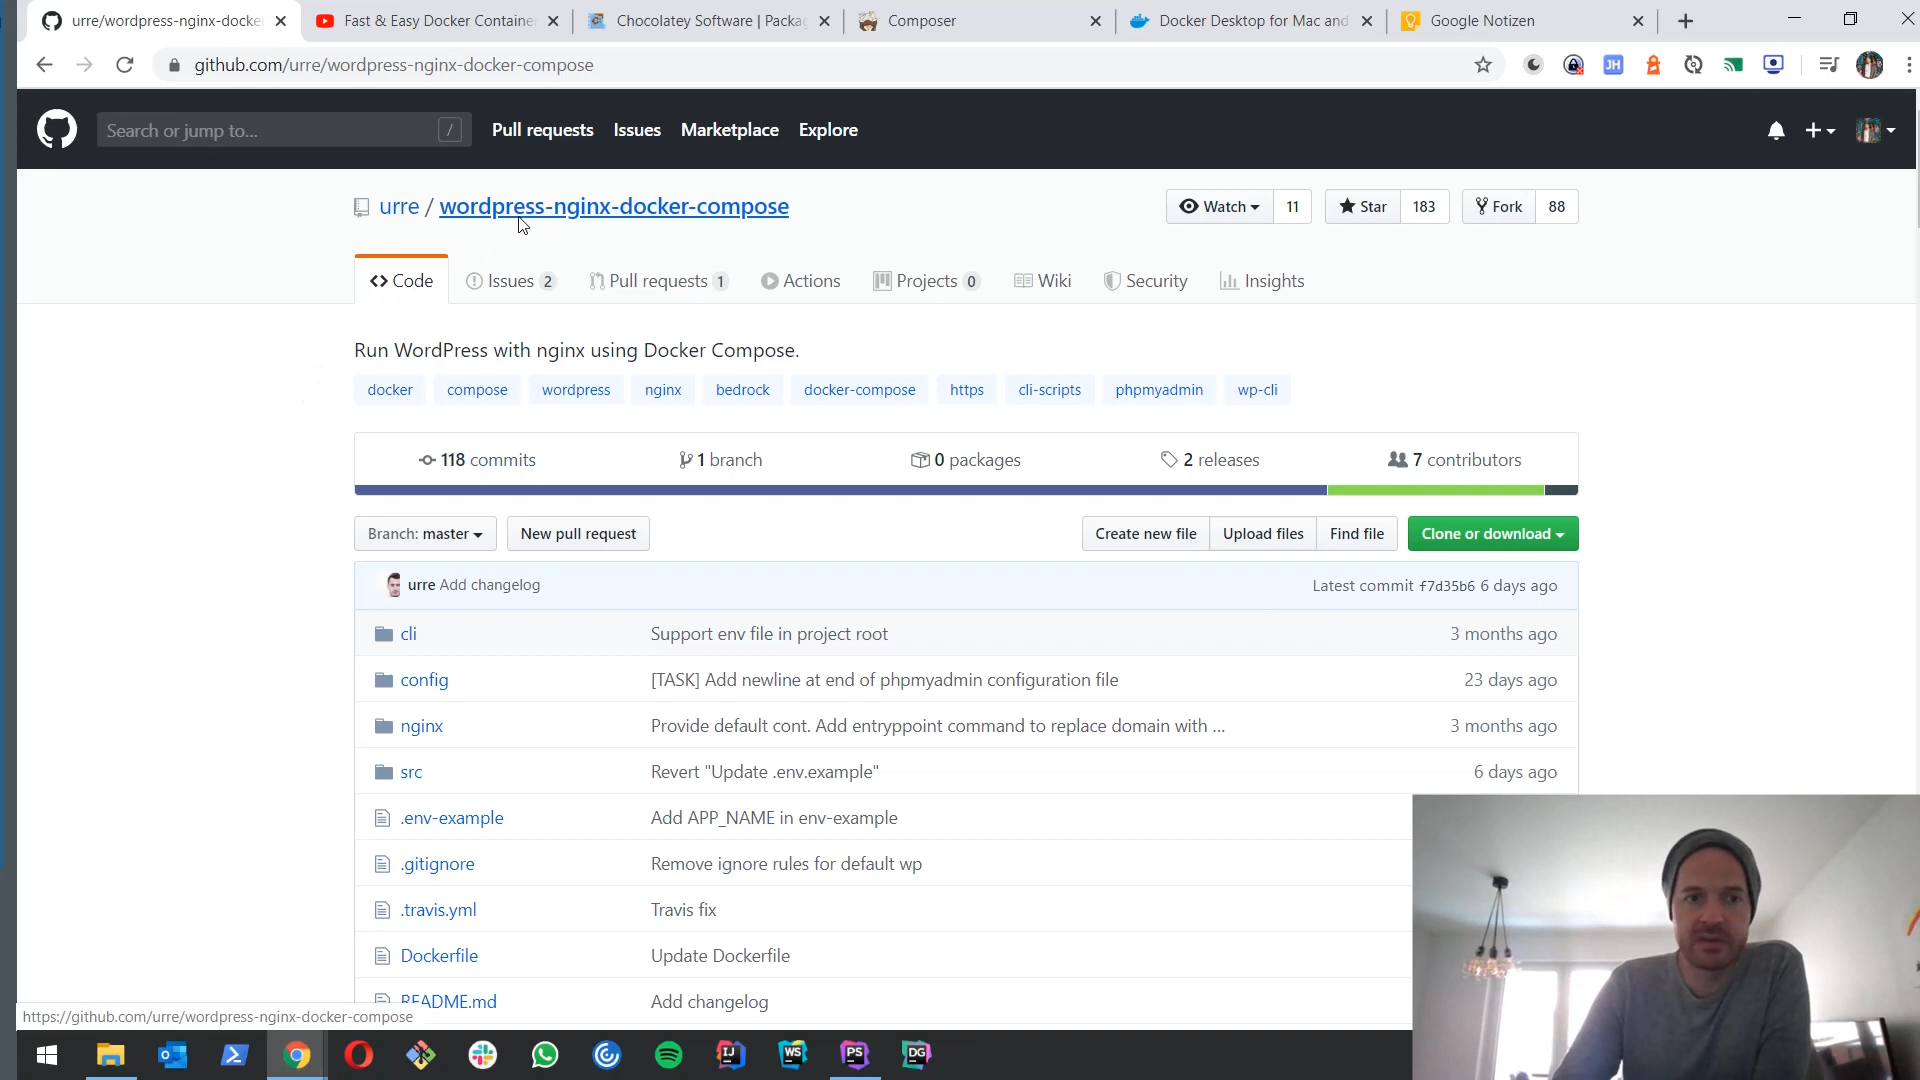 urre/wordpress-nginx-docke
Fast & Easy Docker Container
Chocolatey Software | Packag
Composer
Docker Desktop for Mac and
Google Notizen
github.com/urre/wordpress-nginx-docker-compose
JH
Search or jump to...
/
Pull requests
Issues
Marketplace
Explore
urre / wordpress-nginx-docker-compose
Watch 11
Star 183
Fork 88
Code
Issues 2
Pull requests 1
Actions
Projects 0
Wiki
Security
Insights
Run WordPress with nginx using Docker Compose.
docker
compose
wordpress
nginx
bedrock
docker-compose
https
cli-scripts
phpmyadmin
wp-cli
118 commits
1 branch
0 packages
2 releases
7 contributors
Branch: master
New pull request
Create new file
Upload files
Find file
Clone or download
urre Add changelog
Latest commit f7d35b6 6 days ago
cli
Support env file in project root
3 months ago
config
[TASK] Add newline at end of phpmyadmin configuration file
23 days ago
nginx
Provide default cont. Add entryppoint command to replace domain with ...
3 months ago
src
Revert "Update .env.example"
6 days ago
.env-example
Add APP_NAME in env-example
.gitignore
Remove ignore rules for default wp
.travis.yml
Travis fix
Dockerfile
Update Dockerfile
README.md
Add changelog
https://github.com/urre/wordpress-nginx-docker-compose
IJ
WS
PS
DG